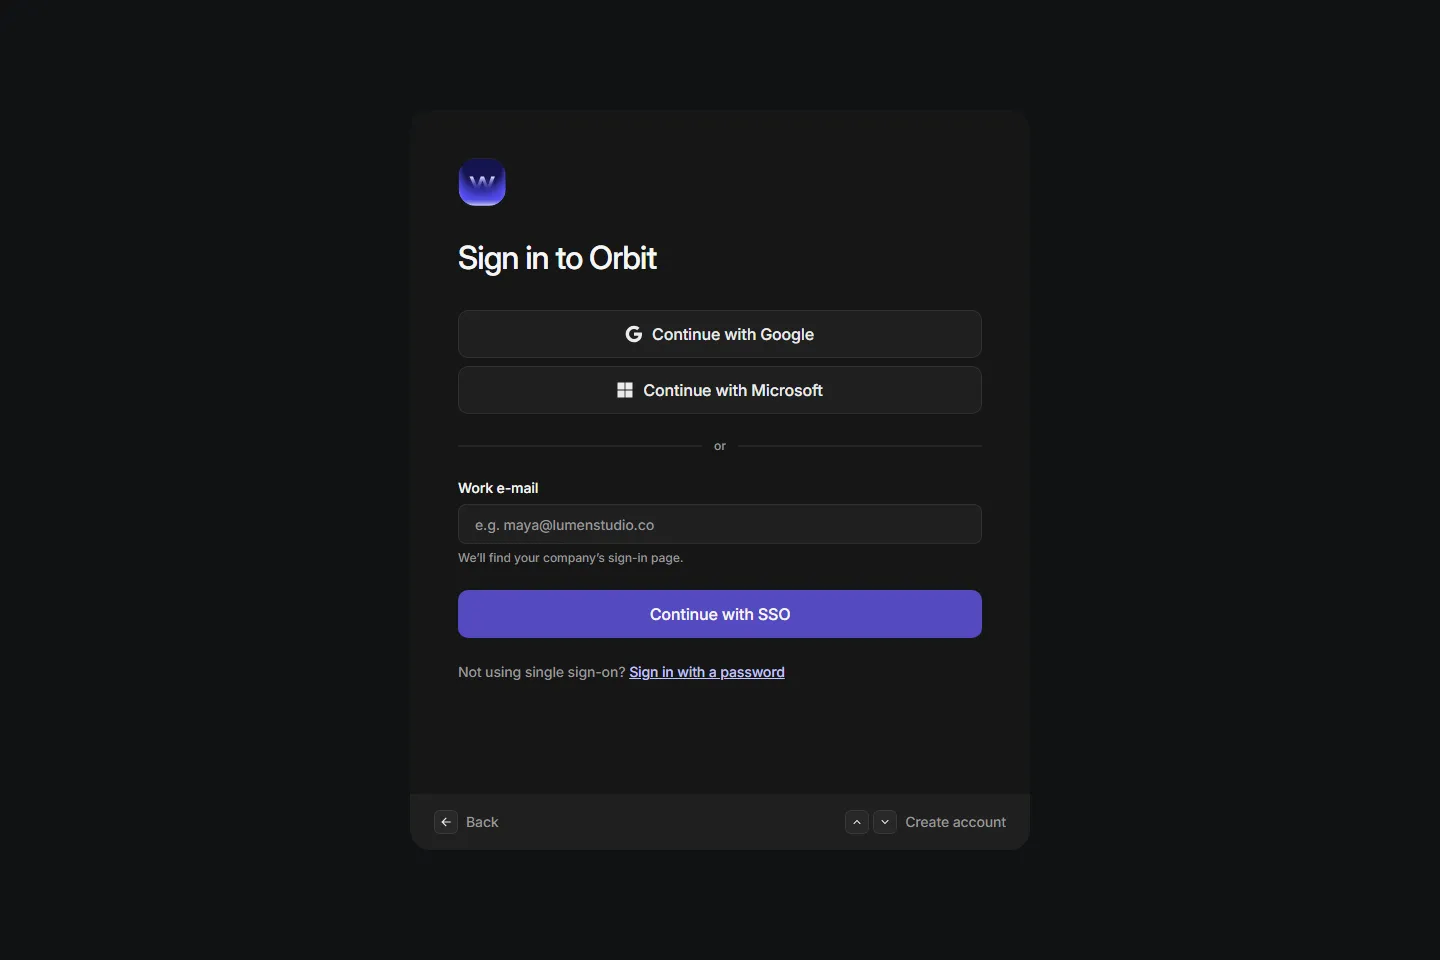 W
Sign in to Orbit
Continue with Google
Continue with Microsoft
or
Work e-mail
e.g. maya@lumenstudio.co
We’ll find your company’s sign-in page.
Continue with SSO
Not using single sign-on? Sign in with a password
Back
Create account